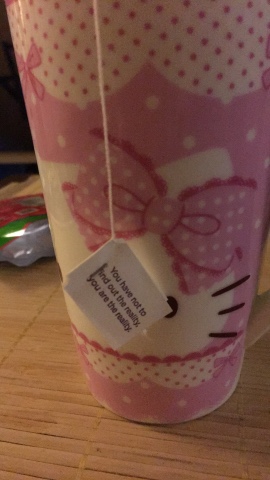 You have not to
find out the reality,
you are the reality.